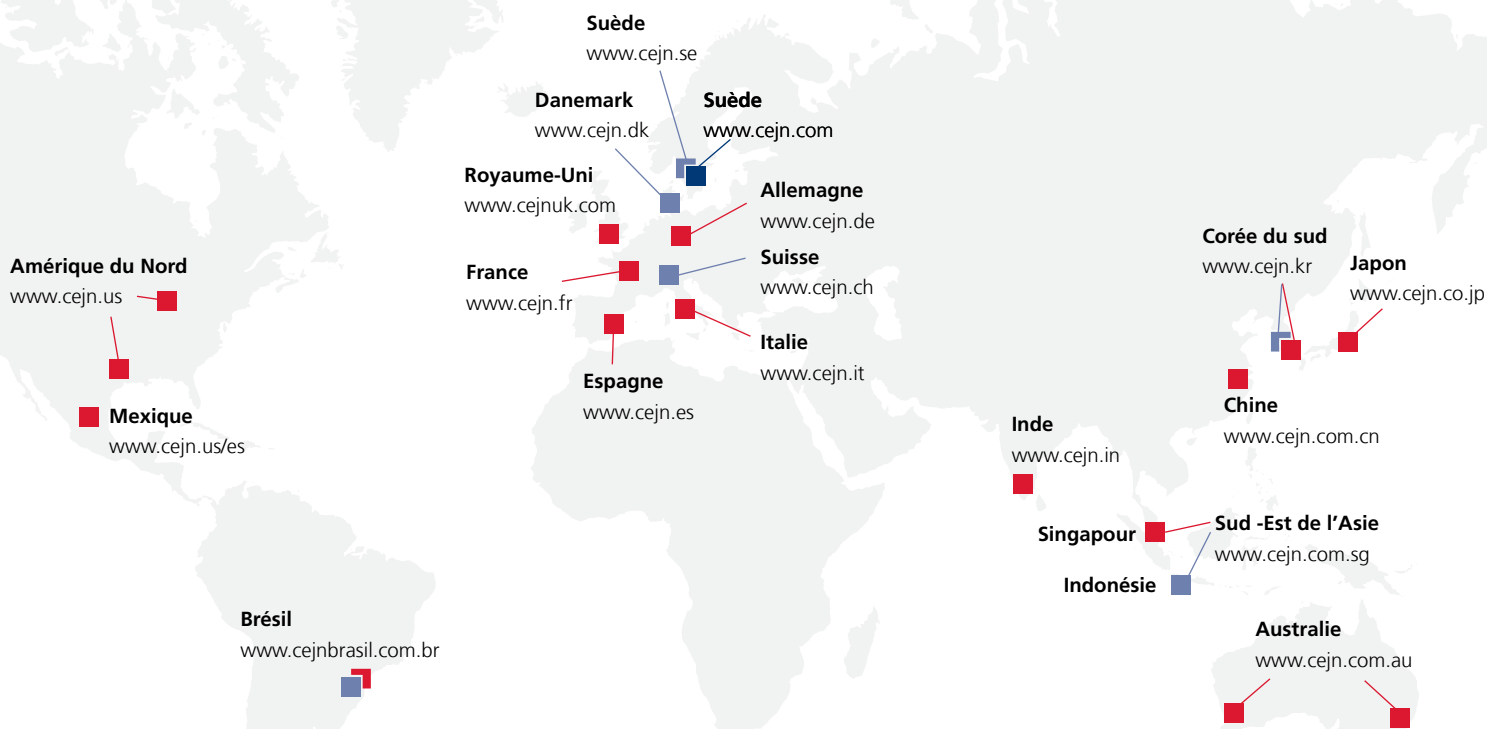 Suède
www.cejn.se
Danemark
www.cejn.dk
Suède
www.cejn.com
Royaume-Uni
www.cejnuk.com
Allemagne
www.cejn.de
Amérique du Nord
www.cejn.us
France
www.cejn.fr
Suisse
www.cejn.ch
Corée du sud
www.cejn.kr
Japon
www.cejn.co.jp
Italie
www.cejn.it
Espagne
www.cejn.es
Mexique
www.cejn.us/es
Chine
www.cejn.com.cn
Inde
www.cejn.in
Singapour
Sud -Est de l’Asie
www.cejn.com.sg
Indonésie
Brésil
www.cejnbrasil.com.br
Australie
www.cejn.com.au